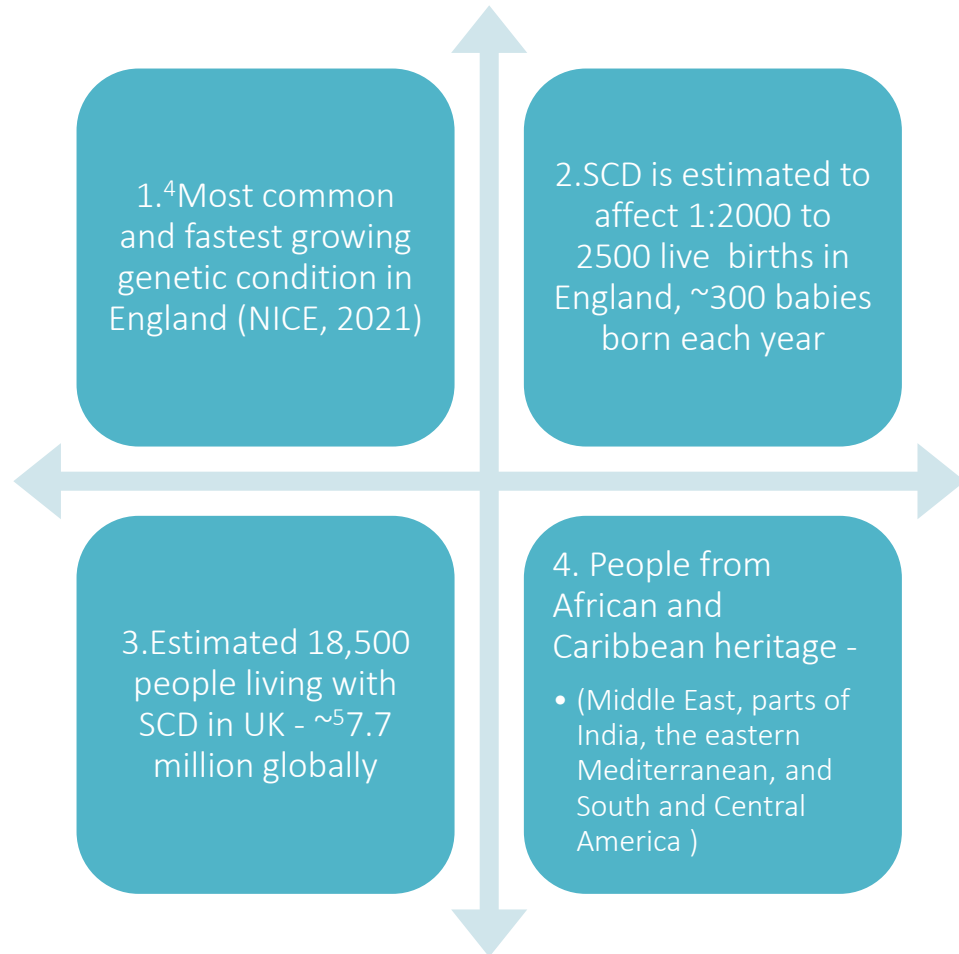 1.⁴Most common
and fastest growing
genetic condition in
England (NICE, 2021)
2.SCD is estimated to
affect 1:2000 to
2500 live  births in
England, ~300 babies
born each year
3.Estimated 18,500
people living with
SCD in UK - ~⁵7.7
million globally
4. People from
African and
Caribbean heritage -
• (Middle East, parts of
India, the eastern
Mediterranean, and
South and Central
America )